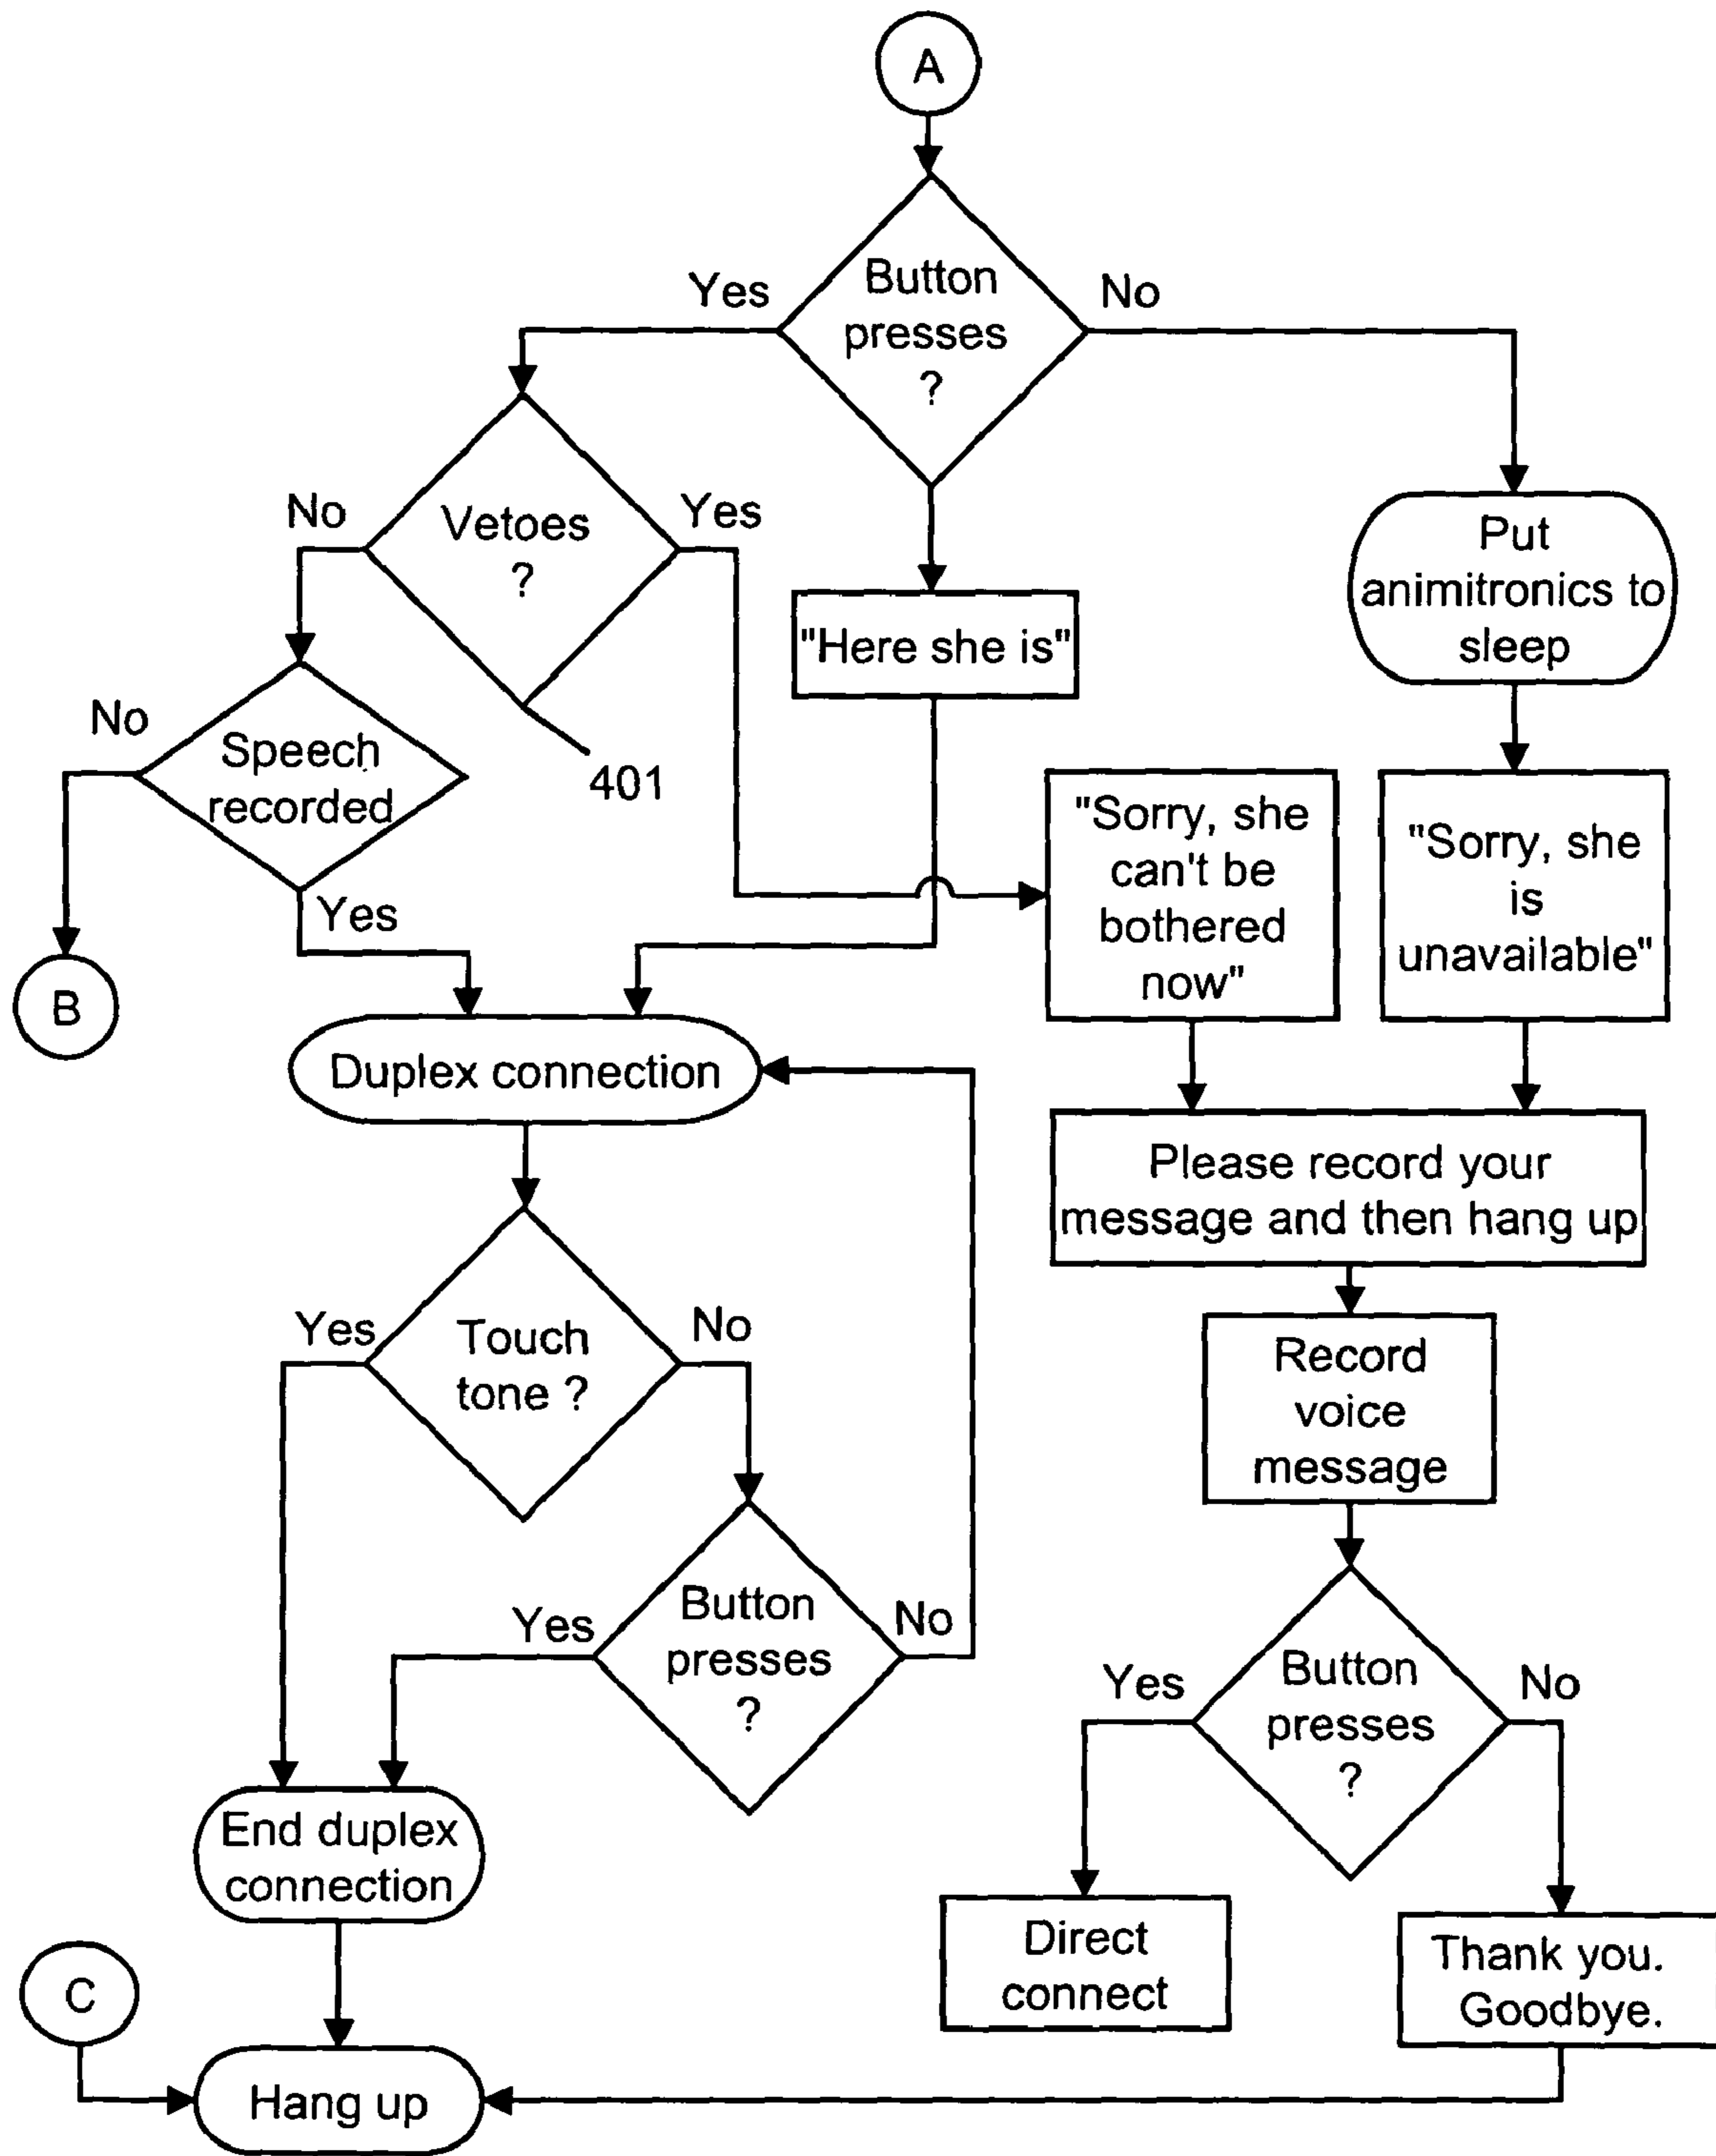 A
Yes
Button
presses
?
No
No
Vetoes
?
Yes
"Here she is"
Put
animitronics to
sleep
No
Speech
recorded
401
Yes
B
"Sorry, she
can't be
bothered
now"
"Sorry, she
is
unavailable"
Duplex connection
Please record your
message and then hang up
Yes
Touch
tone ?
No
Record
voice
message
Yes
Button
presses
?
No
Yes
Button
presses
?
No
End duplex
connection
Direct
connect
Thank you.
Goodbye.
C
Hang up